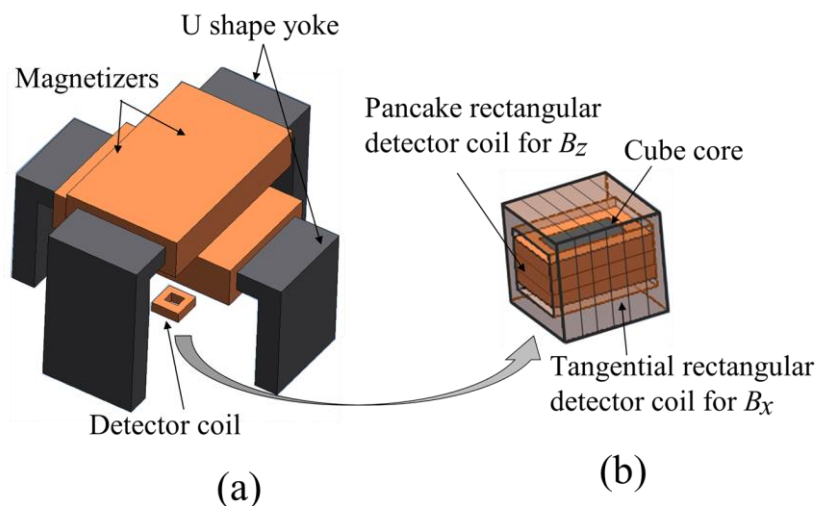 U shape yoke
Magnetizers
Detector coil
(a)
Pancake rectangular
detector coil for Bz
Cube core
Tangential rectangular
detector coil for Bx
(b)